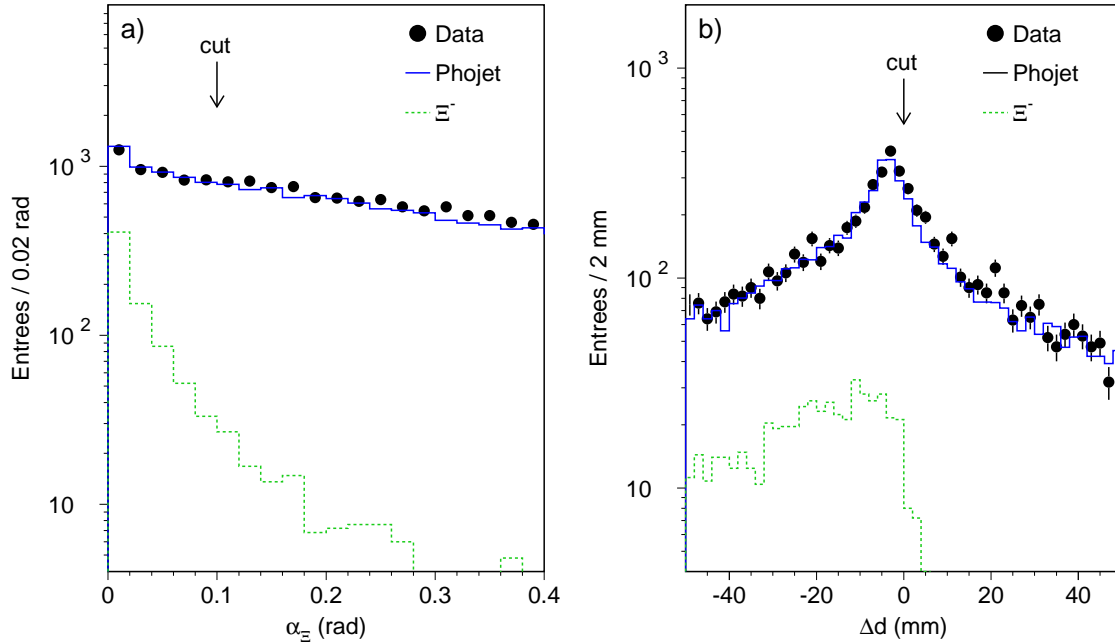 a)
cut
Data
Phojet
Ξ-
10³
10²
10
Entrees / 0.02 rad
0 0.1 0.2 0.3 0.4
αΞ (rad)
b)
cut
Data
Phojet
Ξ-
10³
10²
10
Entrees / 2 mm
-40 -20 0 20 40
Δd (mm)